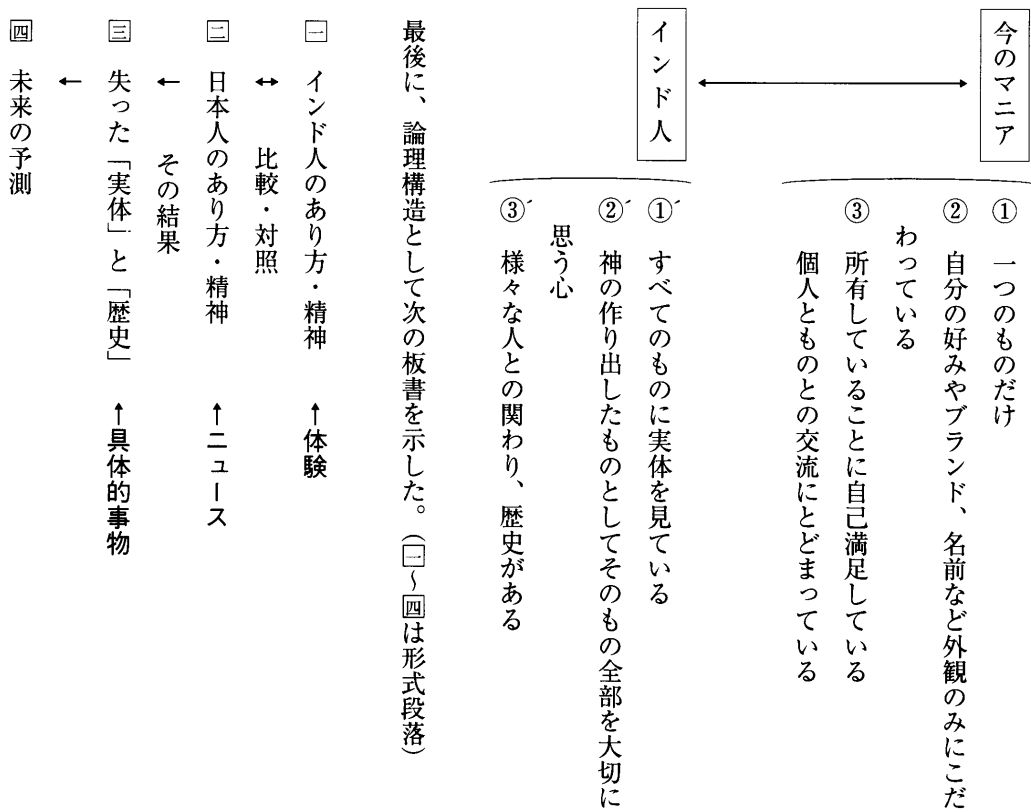 今のマニア
① 一つのものだけ
② 自分の好みやブランド、名前など外観のみにこだ
わっている
③ 所有していることに自己満足している
個人とものとの交流にとどまっている
インド人
①´ すべてのものに実体を見ている
②´ 神の作り出したものとしてそのもの全部を大切に
思う心
③´ 様々な人との関わり、歴史がある
最後に、論理構造として次の板書を示した。(一～四は形式段落)
一 インド人のあり方・精神 ↑体験
↔ 比較・対照
二 日本人のあり方・精神 ↑ニュース
← その結果
三 失った「実体」と「歴史」 ↑具体的事物
←
四 未来の予測